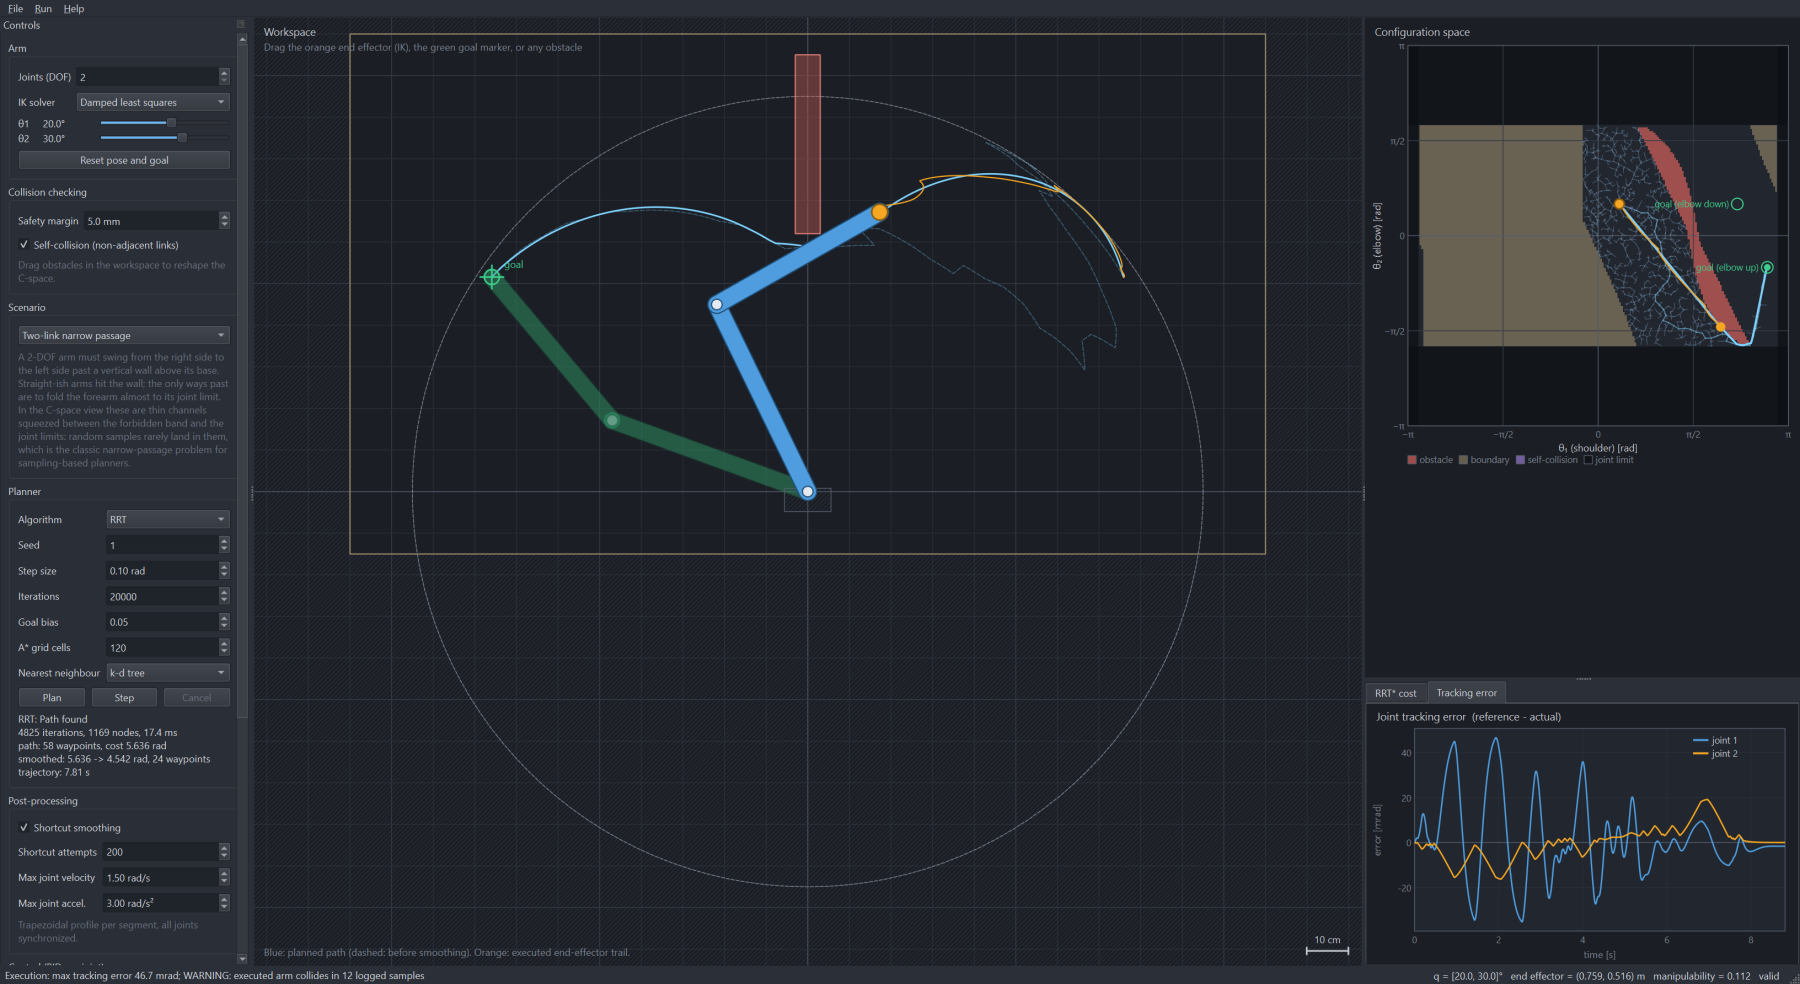 File Run Help
Controls
Arm
Joints (DOF) 2
IK solver Damped least squares
θ1 20.0°
θ2 30.0°
Reset pose and goal
Collision checking
Safety margin 5.0 mm
Self-collision (non-adjacent links)
Drag obstacles in the workspace to reshape the
C-space.
Scenario
Two-link narrow passage
A 2-DOF arm must swing from the right side to
the left side past a vertical wall above its base.
Straight-ish arms hit the wall; the only ways past
are to fold the forearm almost to its joint limit.
In the C-space view these are thin channels
squeezed between the forbidden band and the
joint limits: random samples rarely land in them,
which is the classic narrow-passage problem for
sampling-based planners.
Planner
Algorithm RRT
Seed 1
Step size 0.10 rad
Iterations 20000
Goal bias 0.05
A* grid cells 120
Nearest neighbour k-d tree
Plan Step Cancel
RRT: Path found
4825 iterations, 1169 nodes, 17.4 ms
path: 58 waypoints, cost 5.636 rad
smoothed: 5.636 -> 4.542 rad, 24 waypoints
trajectory: 7.81 s
Post-processing
Shortcut smoothing
Shortcut attempts 200
Max joint velocity 1.50 rad/s
Max joint accel. 3.00 rad/s²
Trapezoidal profile per segment, all joints
synchronized.
Workspace
Drag the orange end effector (IK), the green goal marker, or any obstacle
goal
Blue: planned path (dashed: before smoothing). Orange: executed end-effector trail.
10 cm
Configuration space
π
π/2
0
−π/2
−π
θ₂ (elbow) [rad]
goal (elbow down)
goal (elbow up)
−π −π/2 0 π/2 π
θ₁ (shoulder) [rad]
obstacle boundary self-collision joint limit
RRT* cost Tracking error
Joint tracking error (reference - actual)
joint 1
joint 2
40
20
0
-20
error [mrad]
0 2 4 6 8
time [s]
Execution: max tracking error 46.7 mrad; WARNING: executed arm collides in 12 logged samples
q = [20.0, 30.0]° end effector = (0.759, 0.516) m manipulability = 0.112 valid